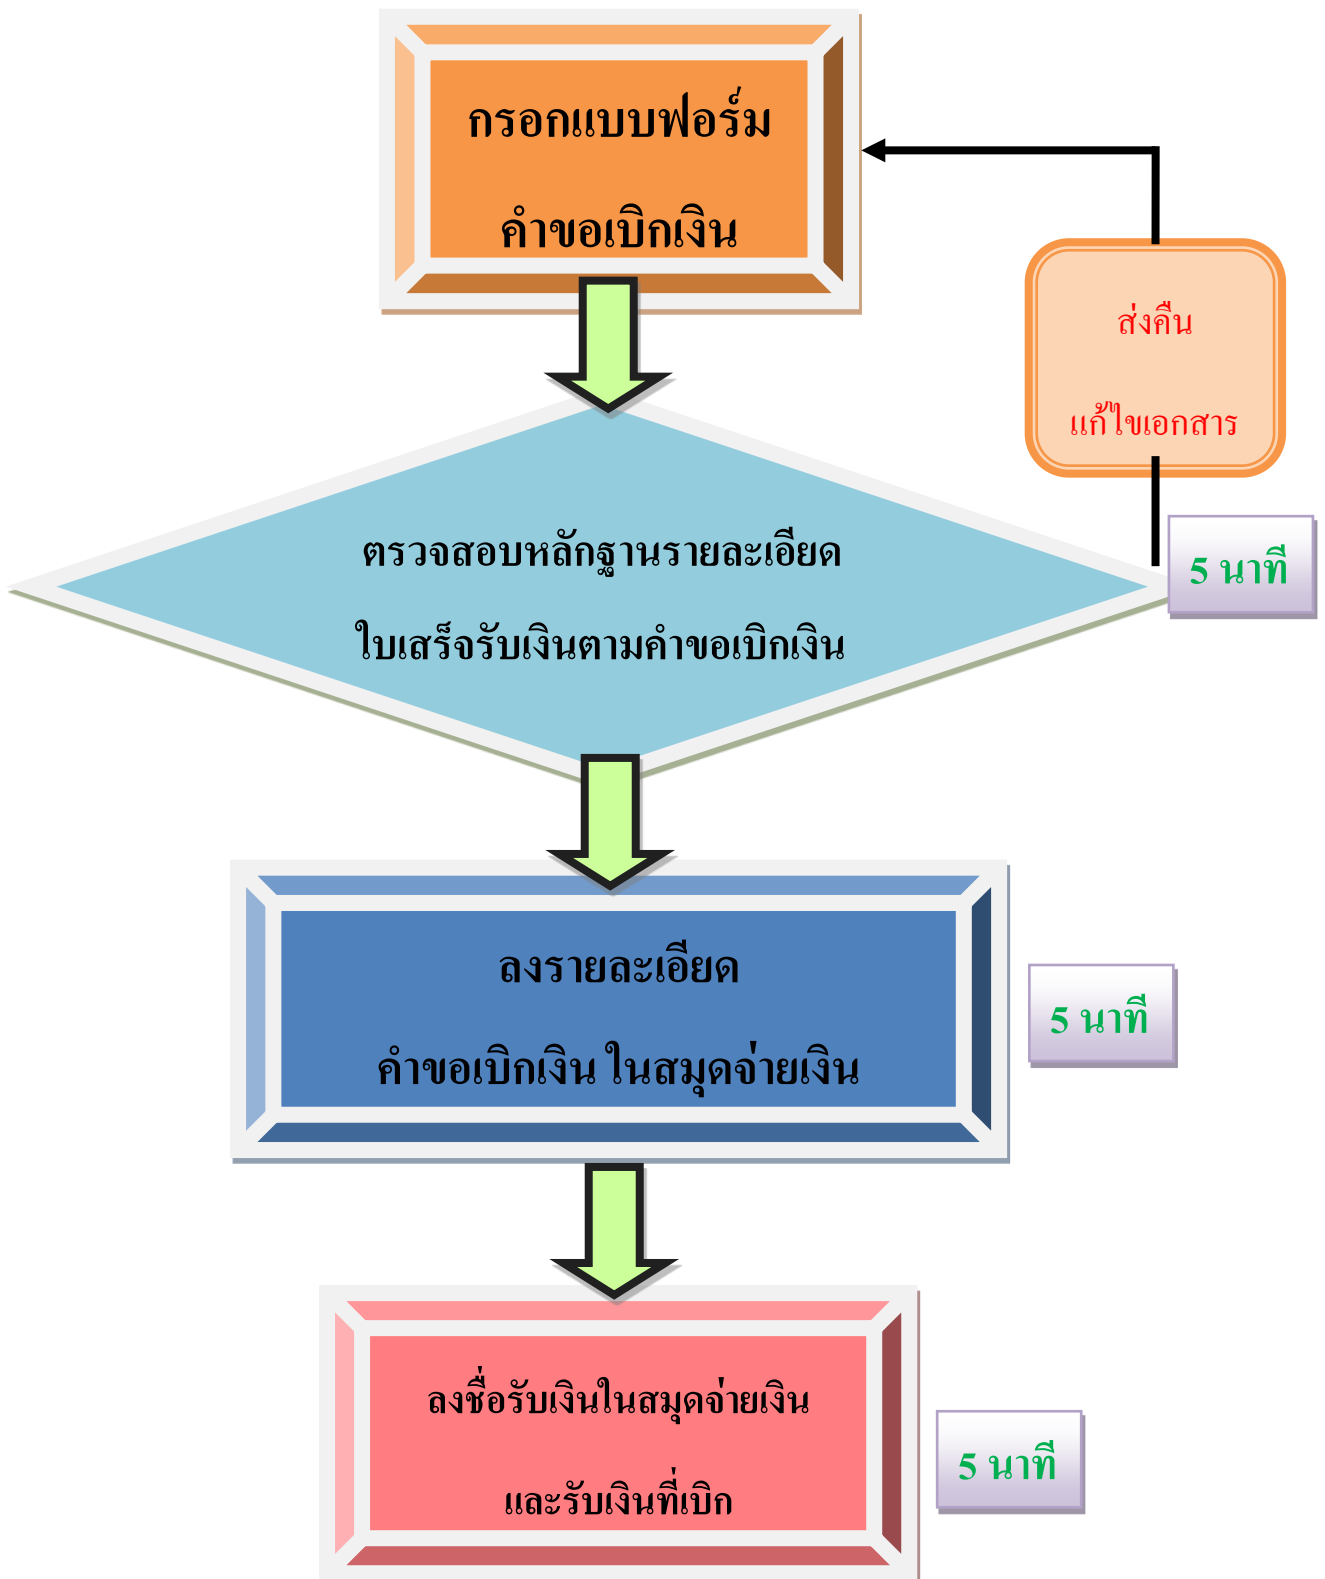 กรอกแบบฟอร์ม
คำขอเบิกเงิน
ส่งคืน
แก้ไขเอกสาร
ตรวจสอบหลักฐานรายละเอียด
ใบเสร็จรับเงินตามคำขอเบิกเงิน
5 นาที
ลงรายละเอียด
คำขอเบิกเงิน ในสมุดจ่ายเงิน
5 นาที
ลงชื่อรับเงินในสมุดจ่ายเงิน
และรับเงินที่เบิก
5 นาที